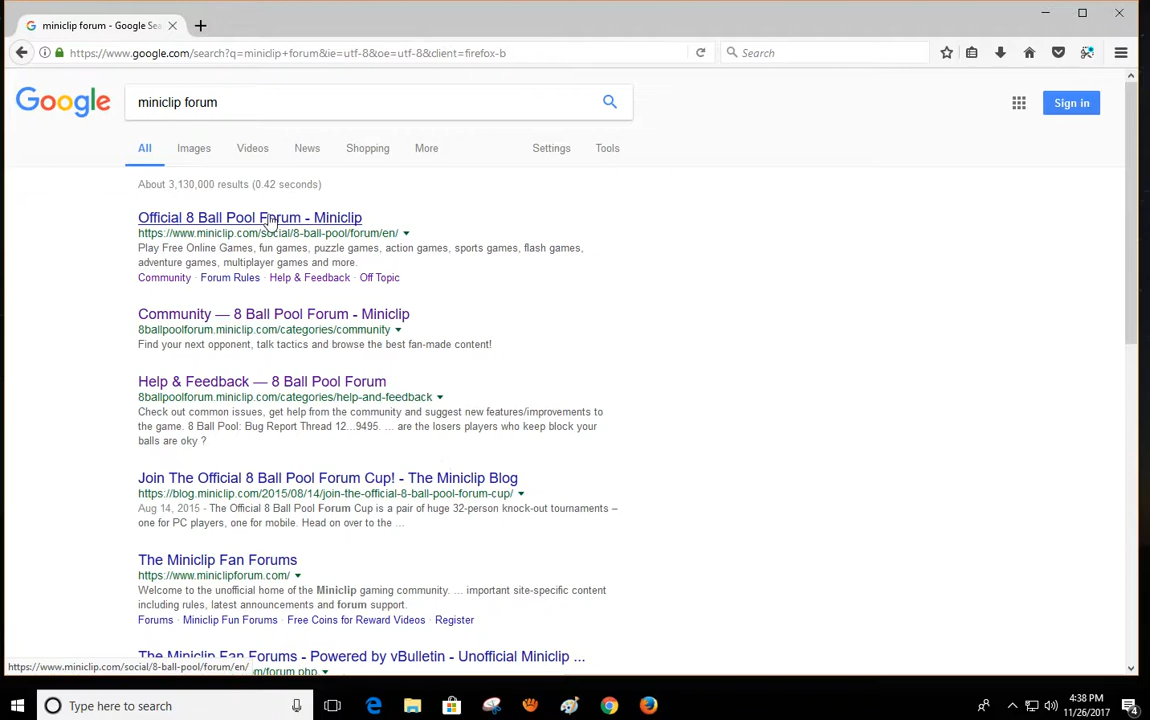 miniclip forum - Google Sea
https://www.google.com/search?q=miniclip+forum&ie=utf-8&oe=utf-8&client=firefox-b
Search
Google
miniclip forum
Sign in
All Images Videos News Shopping More Settings Tools
About 3,130,000 results (0.42 seconds)
Official 8 Ball Pool Forum - Miniclip
https://www.miniclip.com/social/8-ball-pool/forum/en/
Play Free Online Games, fun games, puzzle games, action games, sports games, flash games,
adventure games, multiplayer games and more.
Community · Forum Rules · Help & Feedback · Off Topic
Community — 8 Ball Pool Forum - Miniclip
8ballpoolforum.miniclip.com/categories/community
Find your next opponent, talk tactics and browse the best fan-made content!
Help & Feedback — 8 Ball Pool Forum
8ballpoolforum.miniclip.com/categories/help-and-feedback
Check out common issues, get help from the community and suggest new features/improvements to
the game. 8 Ball Pool: Bug Report Thread 12...9495. ... are the losers players who keep block your
balls are oky ?
Join The Official 8 Ball Pool Forum Cup! - The Miniclip Blog
https://blog.miniclip.com/2015/08/14/join-the-official-8-ball-pool-forum-cup/
Aug 14, 2015 - The Official 8 Ball Pool Forum Cup is a pair of huge 32-person knock-out tournaments –
one for PC players, one for mobile. Head on over to the ...
The Miniclip Fan Forums
https://www.miniclipforum.com/
Welcome to the unofficial home of the Miniclip gaming community. ... important site-specific content
including rules, latest announcements and forum support.
Forums · Miniclip Fun Forums · Free Coins for Reward Videos · Register
The Miniclip Fan Forums - Powered by vBulletin - Unofficial Miniclip ...
https://www.miniclip.com/social/8-ball-pool/forum/en/
m/forum.php
Type here to search
4:38 PM
11/26/2017
4